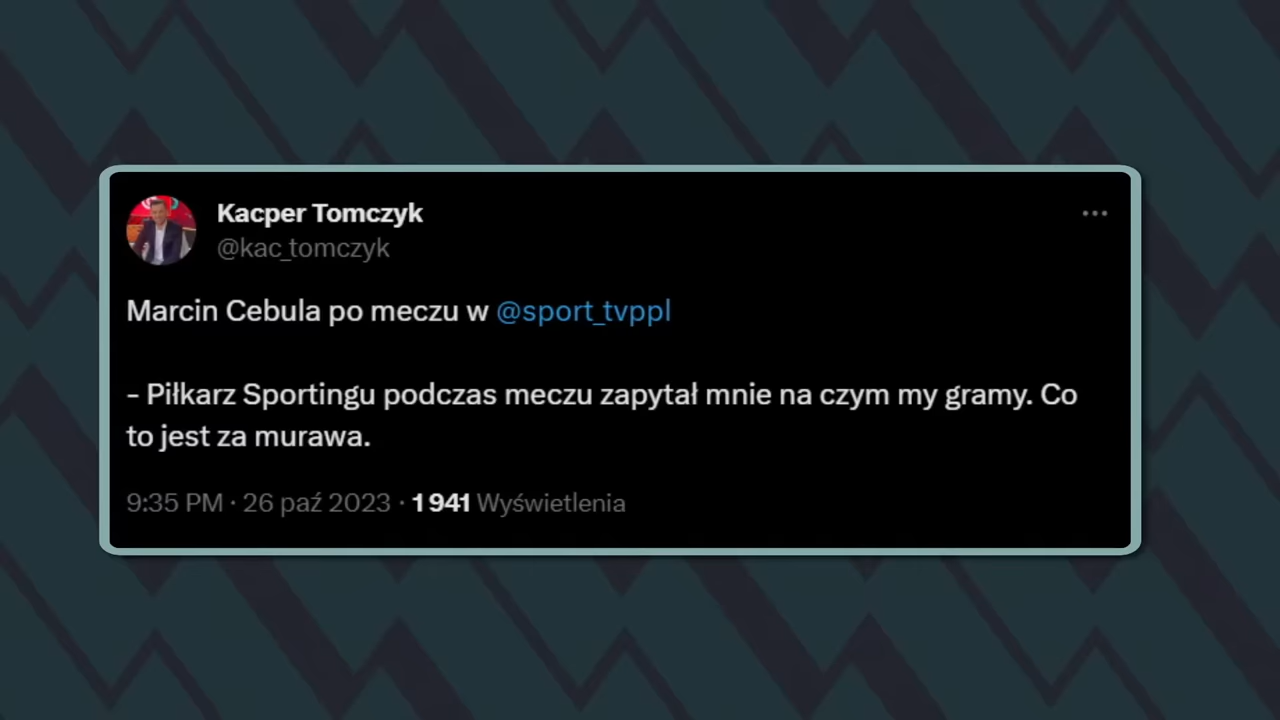 Kacper Tomczyk
@kac_tomczyk
Marcin Cebula po meczu w @sport_tvppl
- Piłkarz Sportingu podczas meczu zapytał mnie na czym my gramy. Co
to jest za murawa.
9:35 PM · 26 paź 2023 · 1 941 Wyświetlenia